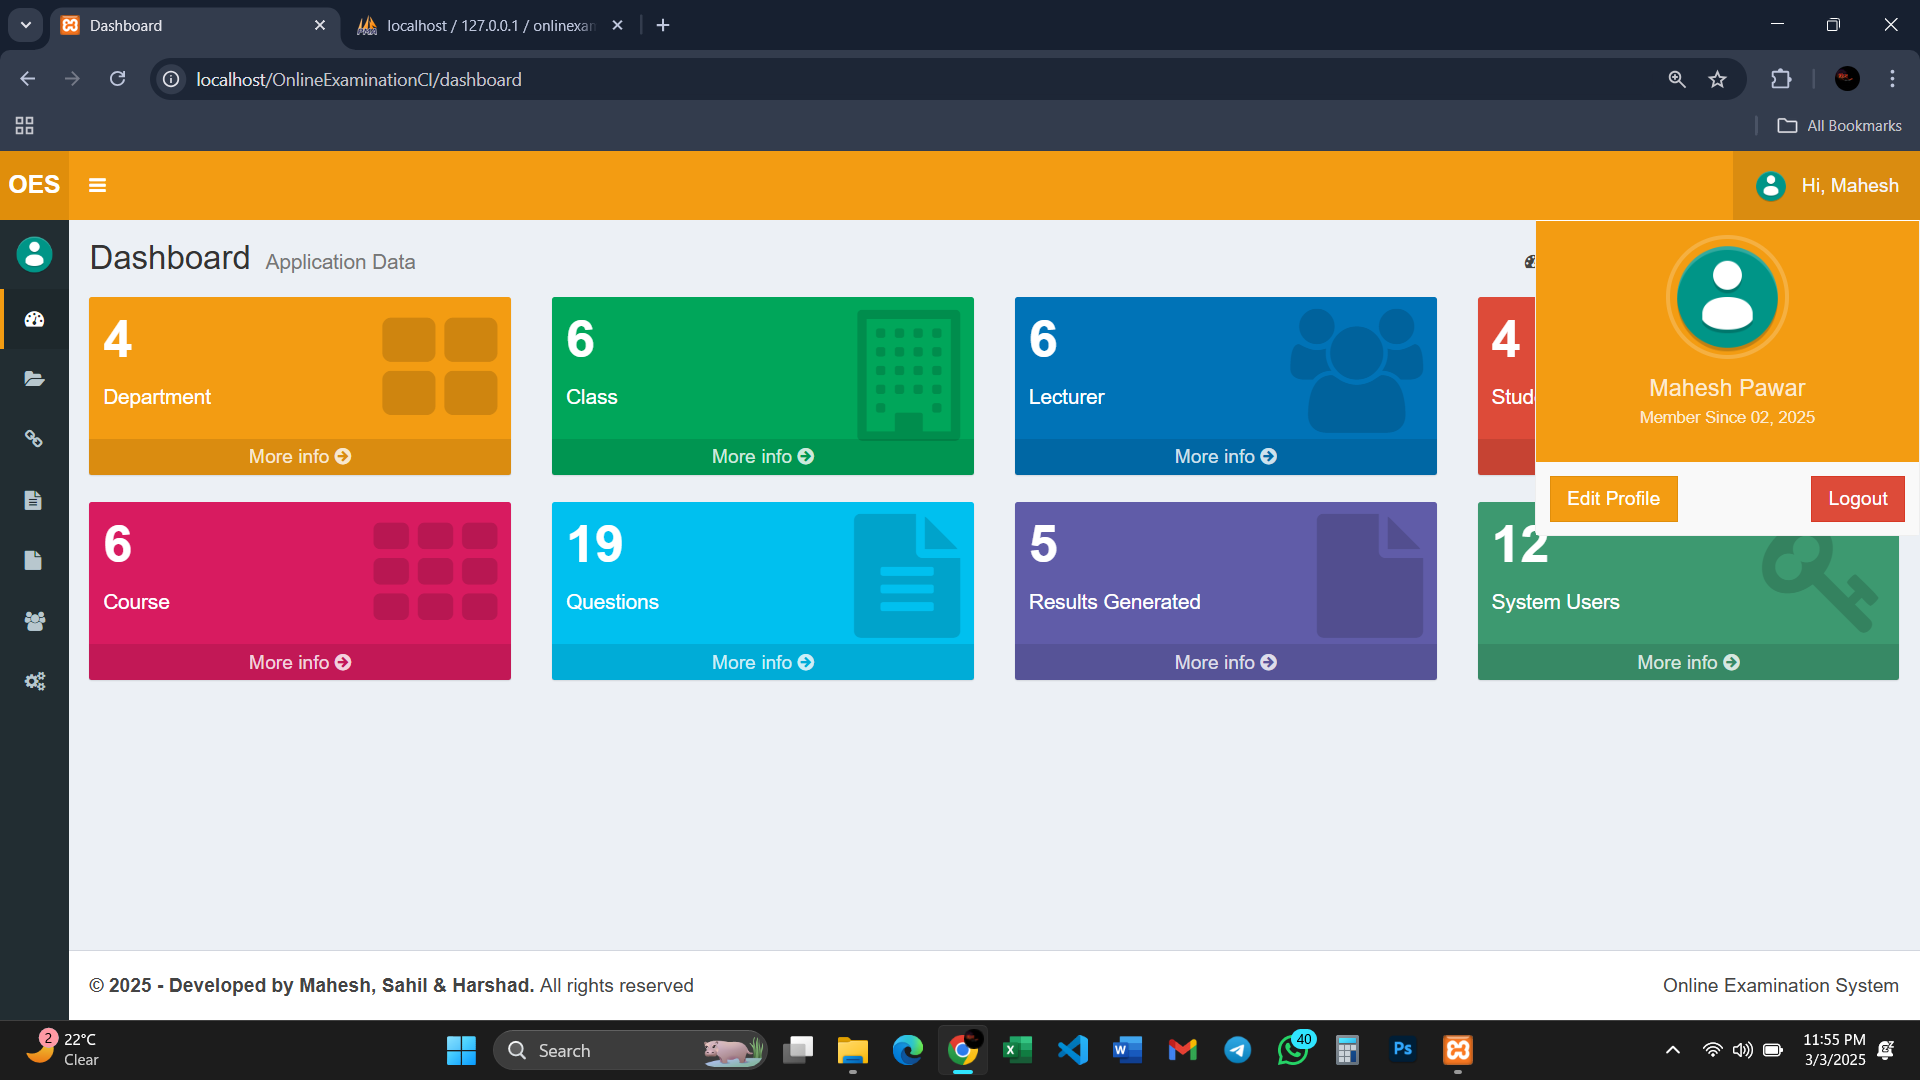 Dashboard
localhost / 127.0.0.1 / onlinexan
localhost/OnlineExaminationCI/dashboard
All Bookmarks
OES
Hi, Mahesh
Dashboard Application Data
Mahesh Pawar
Member Since 02, 2025
Edit Profile
Logout
4
Department
More info
6
Class
More info
6
Lecturer
More info
4
Stud
6
Course
More info
19
Questions
More info
5
Results Generated
More info
12
System Users
More info
© 2025 - Developed by Mahesh, Sahil & Harshad. All rights reserved
Online Examination System
2
22°C
Clear
Search
W
40
Ps
11:55 PM
3/3/2025